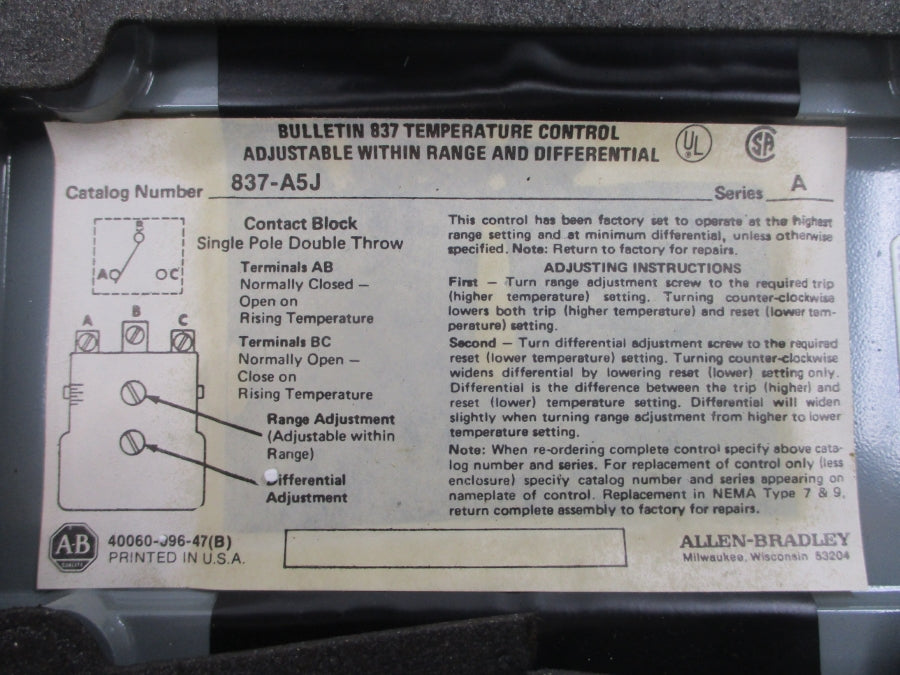 BULLETIN 837 TEMPERATURE CONTROL
ADJUSTABLE WITHIN RANGE AND DIFFERENTIAL
UL
SA
Catalog Number 837-A5J Series A
B
A C
Contact Block
Single Pole Double Throw
Terminals AB
Normally Closed —
Open on
Rising Temperature
Terminals BC
Normally Open —
Close on
Rising Temperature
A B C
Range Adjustment
(Adjustable within
Range)
Differential
Adjustment
This control has been factory set to operate at the highest
range setting and at minimum differential, unless otherwise
specified. Note: Return to factory for repairs.
ADJUSTING INSTRUCTIONS
First — Turn range adjustment screw to the required trip
(higher temperature) setting. Turning counter-clockwise
lowers both trip (higher temperature) and reset (lower tem-
perature) setting.
Second — Turn differential adjustment screw to the required
reset (lower temperature) setting. Turning counter-clockwise
widens differential by lowering reset (lower) setting only.
Differential is the difference between the trip (higher) and
reset (lower) temperature setting. Differential will widen
slightly when turning range adjustment from higher to lower
temperature setting.
Note: When re-ordering complete control specify above cata-
log number and series. For replacement of control only (less
enclosure) specify catalog number and series appearing on
nameplate of control. Replacement in NEMA Type 7 & 9,
return complete assembly to factory for repairs.
A-B
QUALITY
40060-096-47(B)
PRINTED IN U.S.A.
ALLEN-BRADLEY
Milwaukee, Wisconsin 53204